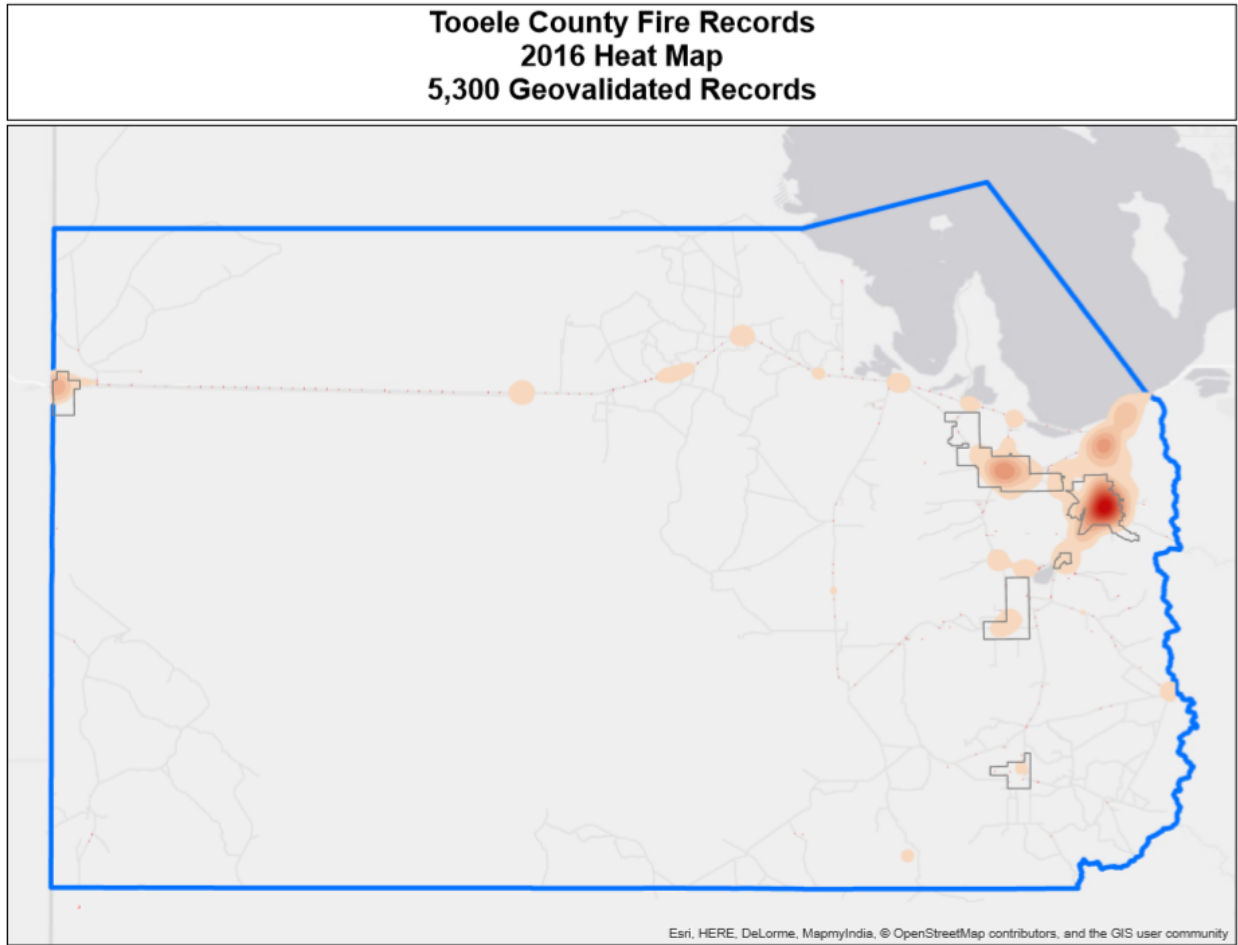 Tooele County Fire Records
2016 Heat Map
5,300 Geovalidated Records
Esri, HERE, DeLorme, MapmyIndia, © OpenStreetMap contributors, and the GIS user community